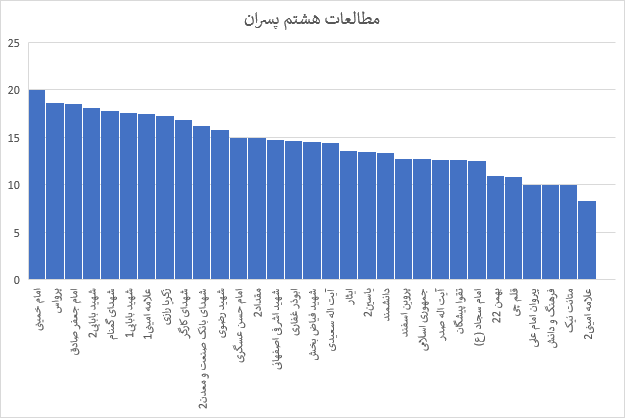 مطالعات هشتم پسران
25
20
15
10
5
0
امام خمینی
پرواس
امام جعفر صادق
شهید بابایی2
شهدای گمنام
شهید بابایی1
علامه امینی1
زکریا رازی
شهدای کارگر
شهدای بانک صنعت و معدن2
شهید رضوی
امام حسن عسگری
مقداد2
شهید اشرفی اصفهانی
ابوذر غفاری
شهید فیاض بخش
آیت اله سعیدی
ایثار
یاسین2
دانشمند
پروین اسفند
جمهوری اسلامی
آیت اله صدر
تقوا پیشگان
امام سجاد (ع)
22 بهمن
قلم چی
پیروان امام علی
فرهنگ و دانش
متانت نیک
علامه امینی2